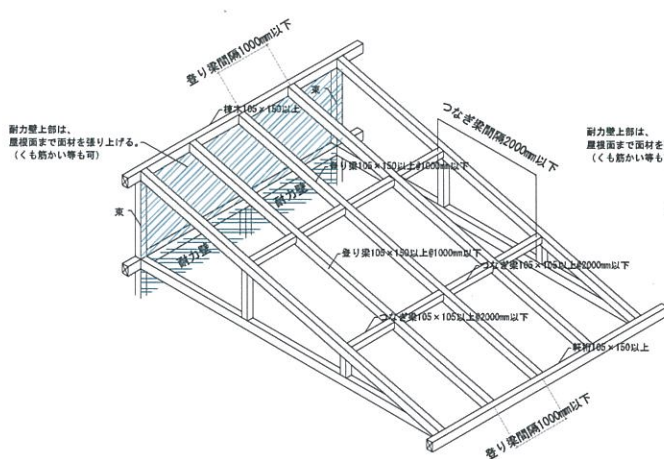 登り梁間隔1000mm以下
束
棟木105×150以上
つなぎ梁間隔2000mm以下
耐力壁上部は、
屋根面まで面材を張り上げる。
(くも筋かい等も可)
耐力壁上部は、
屋根面まで面材を
(くも筋かい等も
登り梁105×150以上@1000mm以下
耐力壁
束
耐力壁
登り梁105×150以上@1000mm以下
つなぎ梁105×105以上@2000mm以下
つなぎ梁105×105以上@2000mm以下
軒桁105×150以上
登り梁間隔1000mm以下